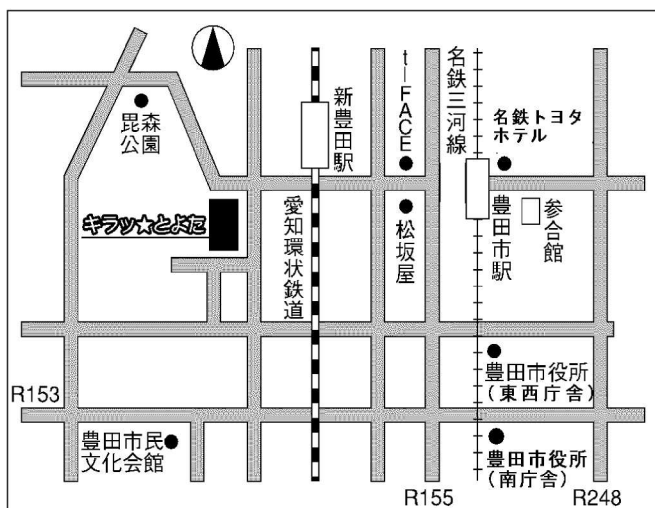 毘森
公園
キラッ★とよた
新豊田駅
愛知環状鉄道
t-FACE
松坂屋
名鉄三河線
名鉄トヨタ
ホテル
豊田市駅
参合館
豊田市役所
(東西庁舎)
豊田市役所
(南庁舎)
豊田市民
文化会館
R153
R155
R248